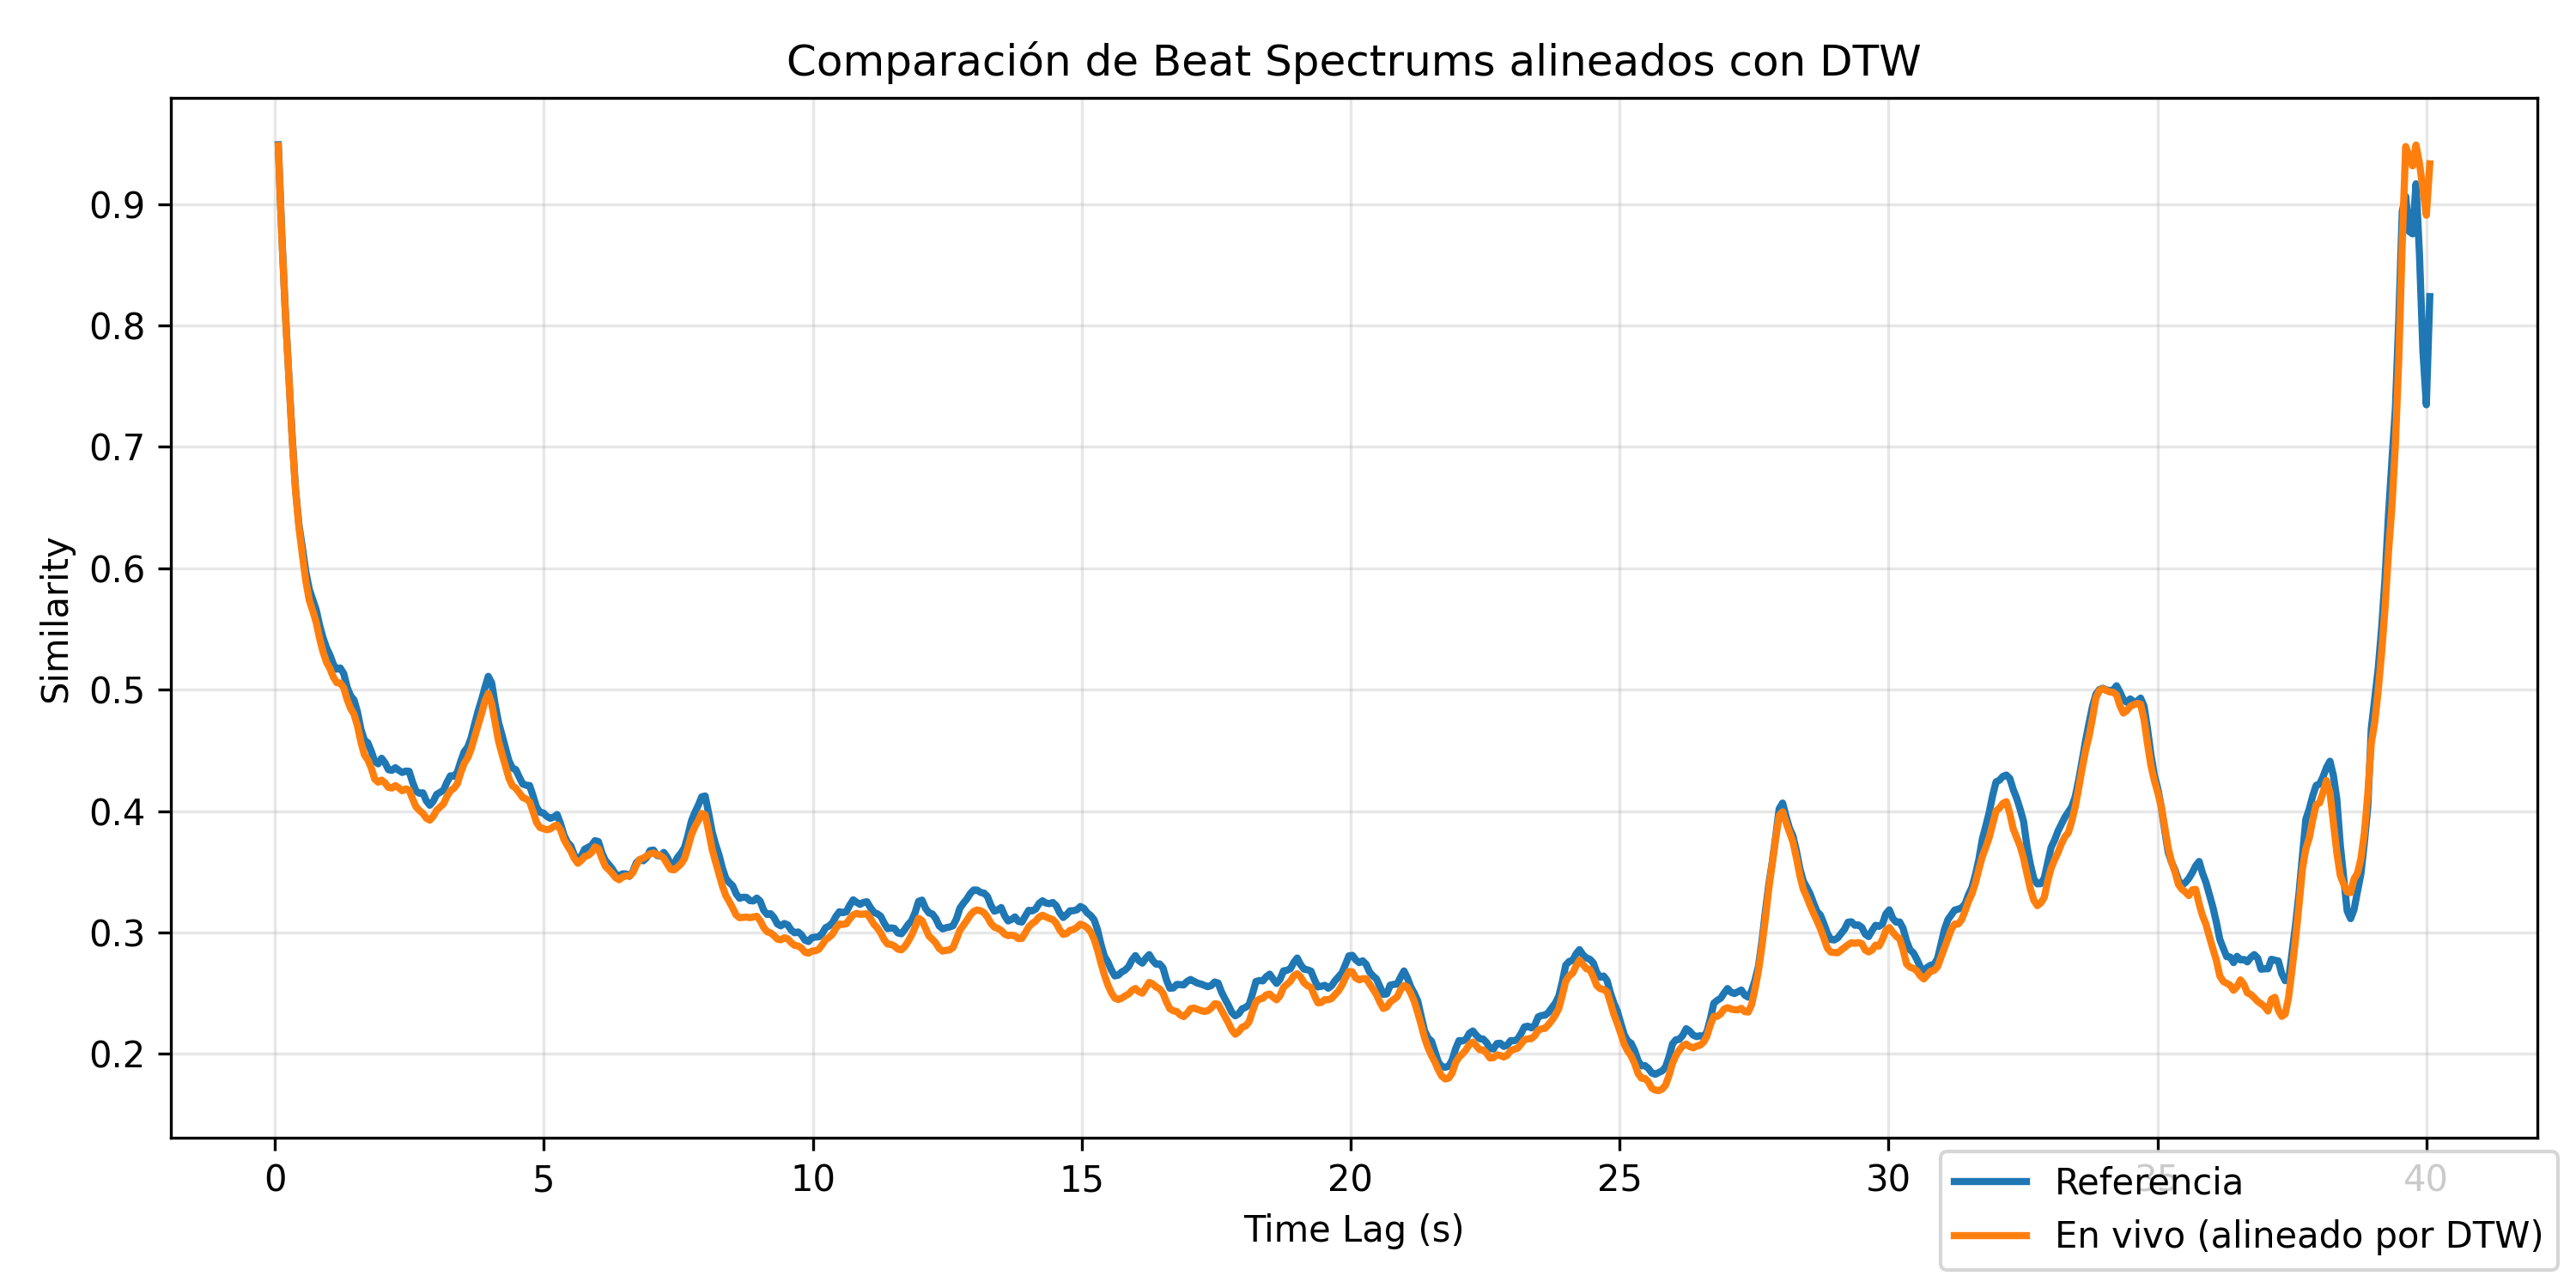 Comparación de Beat Spectrums alineados con DTW
Similarity
0.9
0.8
0.7
0.6
0.5
0.4
0.3
0.2
0 5 10 15 20 25 30 35 40
Time Lag (s)
Referencia
En vivo (alineado por DTW)